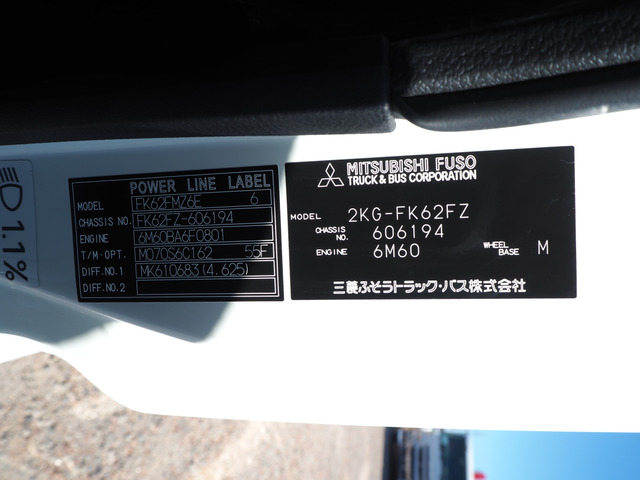 1.1%
POWER LINE LABEL
MODEL FK62FMZ6E 6
CHASSIS NO. FK62FZ-606194
ENGINE 6M60BA6F0801
T/M·OPT. M070S6C162 55F
DIFF.NO.1 MK610683(4.625)
DIFF.NO.2
MITSUBISHI FUSO
TRUCK & BUS CORPORATION
MODEL 2KG-FK62FZ
CHASSIS NO. 606194
ENGINE 6M60 WHEEL BASE M
三菱ふそうトラック・バス株式会社